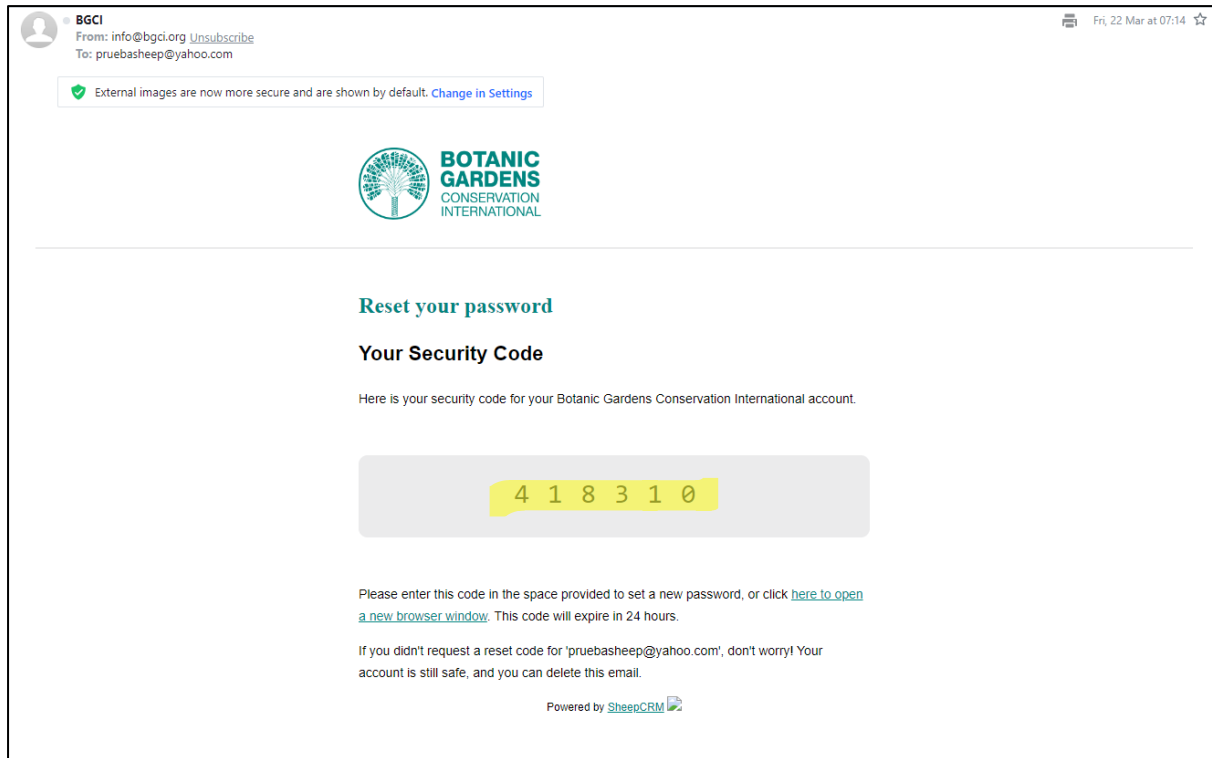 BGCI
Fri, 22 Mar at 07:14
From: info@bgci.org Unsubscribe
To: pruebasheep@yahoo.com
External images are now more secure and are shown by default. Change in Settings
BOTANIC
GARDENS
CONSERVATION
INTERNATIONAL
Reset your password
Your Security Code
Here is your security code for your Botanic Gardens Conservation International account.
4 1 8 3 1 0
Please enter this code in the space provided to set a new password, or click here to open
a new browser window. This code will expire in 24 hours.
If you didn't request a reset code for 'pruebasheep@yahoo.com', don't worry! Your
account is still safe, and you can delete this email.
Powered by SheepCRM